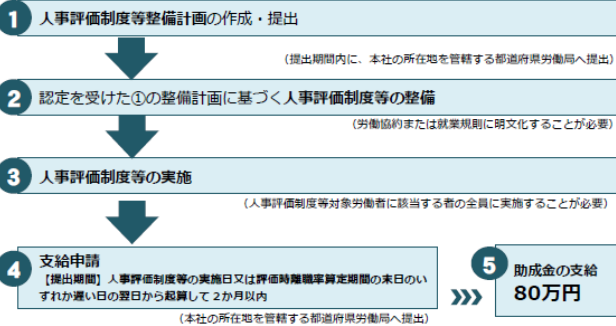 1 人事評価制度等整備計画の作成・提出
(提出期間内に、本社の所在地を管轄する都道府県労働局へ提出)
2 認定を受けた①の整備計画に基づく人事評価制度等の整備
(労働協約または就業規則に明文化することが必要)
3 人事評価制度等の実施
(人事評価制度等対象労働者に該当する者の全員に実施することが必要)
4 支給申請
【提出期間】人事評価制度等の実施日又は評価時離職率算定期間の末日のい
ずれか遅い日の翌日から起算して2か月以内
(本社の所在地を管轄する都道府県労働局へ提出)
5 助成金の支給
80万円